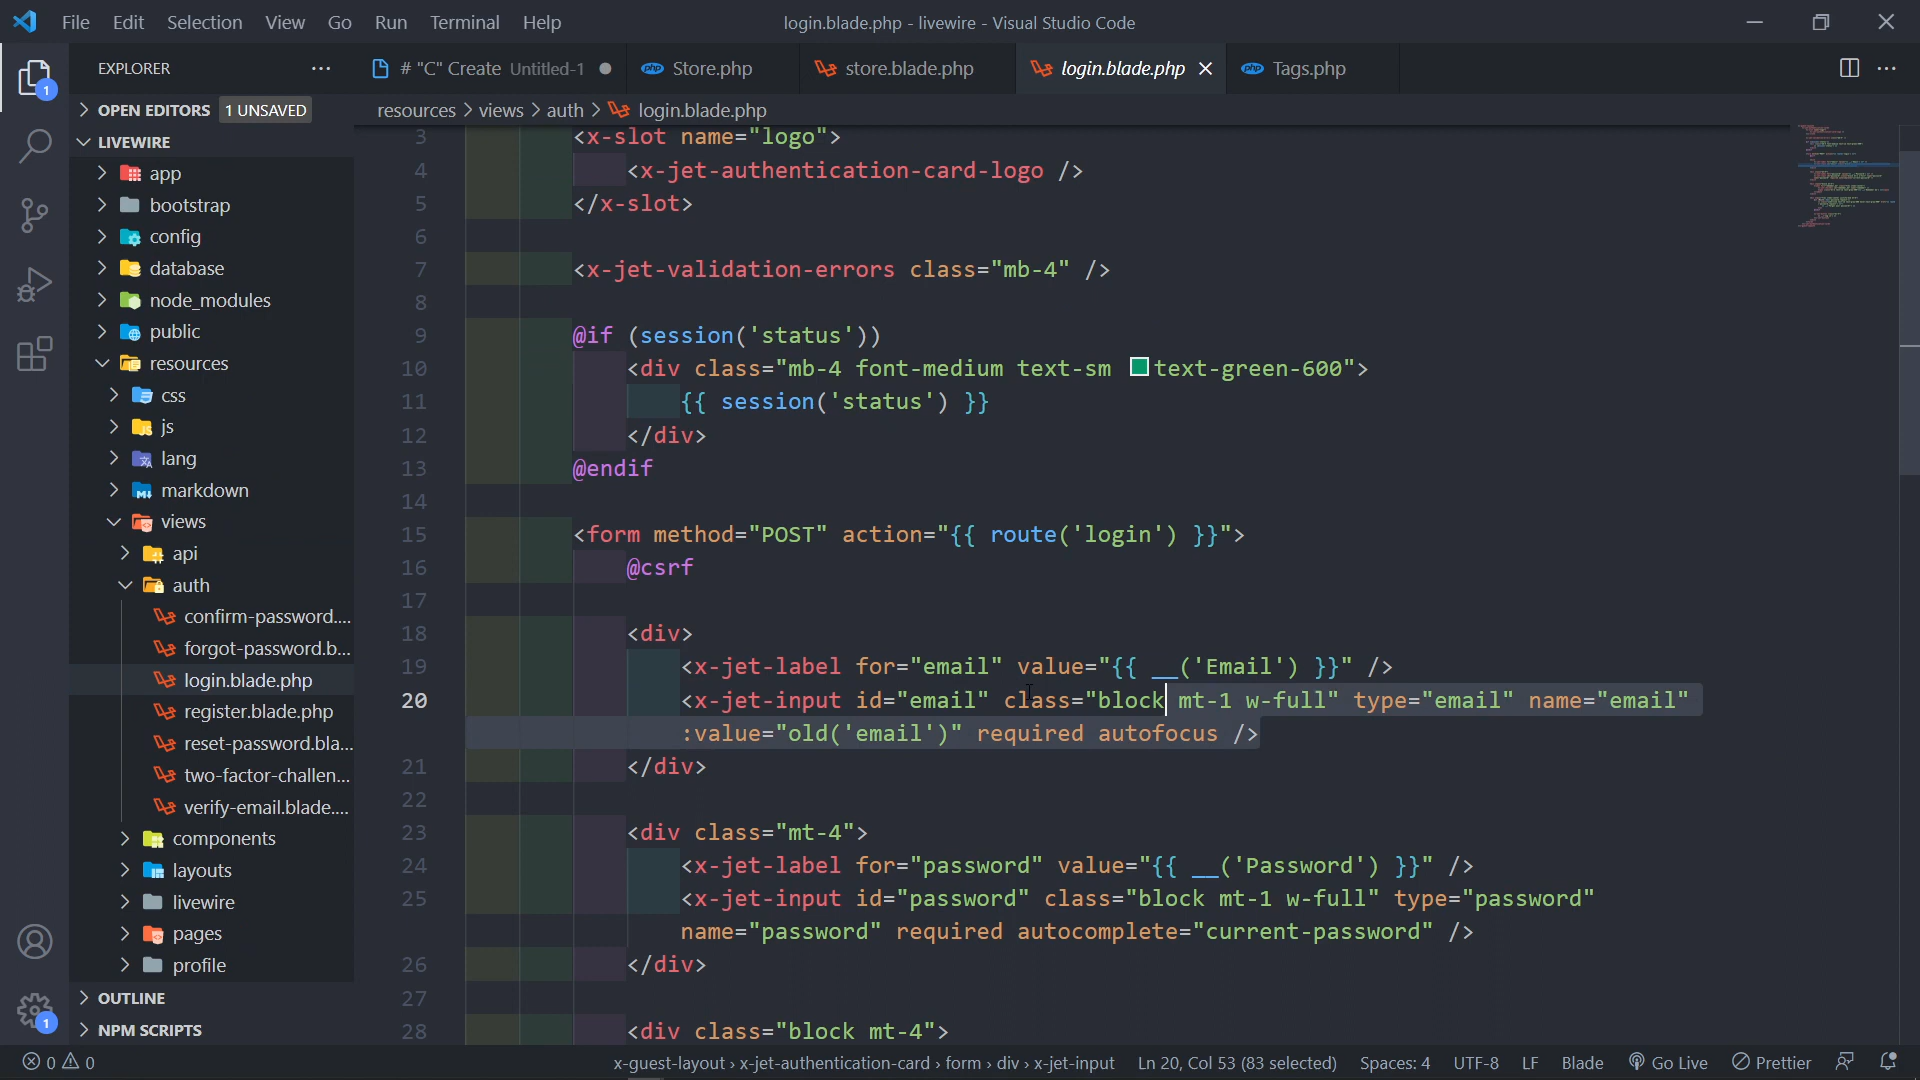 File Edit Selection View Go Run Terminal Help login.blade.php - livewire - Visual Studio Code
EXPLORER
# "C" Create Untitled-1 Store.php store.blade.php login.blade.php Tags.php
OPEN EDITORS 1 UNSAVED
resources > views > auth > login.blade.php
LIVEWIRE
app
bootstrap
config
database
node_modules
public
resources
css
js
lang
markdown
views
api
auth
confirm-password....
forgot-password.b...
login.blade.php
register.blade.php
reset-password.bla...
two-factor-challen...
verify-email.blade....
components
layouts
livewire
pages
profile
OUTLINE
NPM SCRIPTS
3 <x-slot name="logo">
4 <x-jet-authentication-card-logo />
5 </x-slot>
6
7 <x-jet-validation-errors class="mb-4" />
8
9 @if (session('status'))
10 <div class="mb-4 font-medium text-sm text-green-600">
11 {{ session('status') }}
12 </div>
13 @endif
14
15 <form method="POST" action="{{ route('login') }}">
16 @csrf
17
18 <div>
19 <x-jet-label for="email" value="{{ __('Email') }}" />
20 <x-jet-input id="email" class="block mt-1 w-full" type="email" name="email"
:value="old('email')" required autofocus />
21 </div>
22
23 <div class="mt-4">
24 <x-jet-label for="password" value="{{ __('Password') }}" />
25 <x-jet-input id="password" class="block mt-1 w-full" type="password"
name="password" required autocomplete="current-password" />
26 </div>
27
28 <div class="block mt-4">
0 0 x-guest-layout › x-jet-authentication-card › form › div › x-jet-input Ln 20, Col 53 (83 selected) Spaces: 4 UTF-8 LF Blade Go Live Prettier